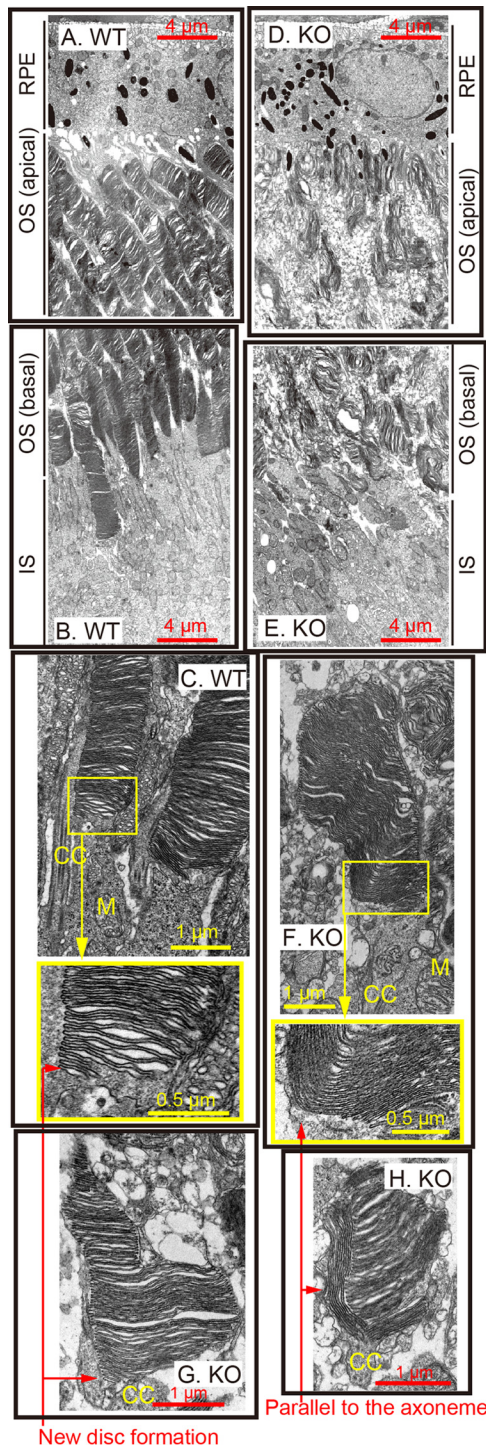 A. WT
4 µm
RPE
OS (apical)
D. KO
4 µm
RPE
OS (apical)
OS (basal)
IS
B. WT
4 µm
OS (basal)
IS
E. KO
4 µm
C. WT
CC
M
1 µm
0.5 µm
F. KO
M
CC
1 µm
0.5 µm
G. KO
CC
1 µm
H. KO
CC
1 µm
Parallel to the axoneme
New disc formation